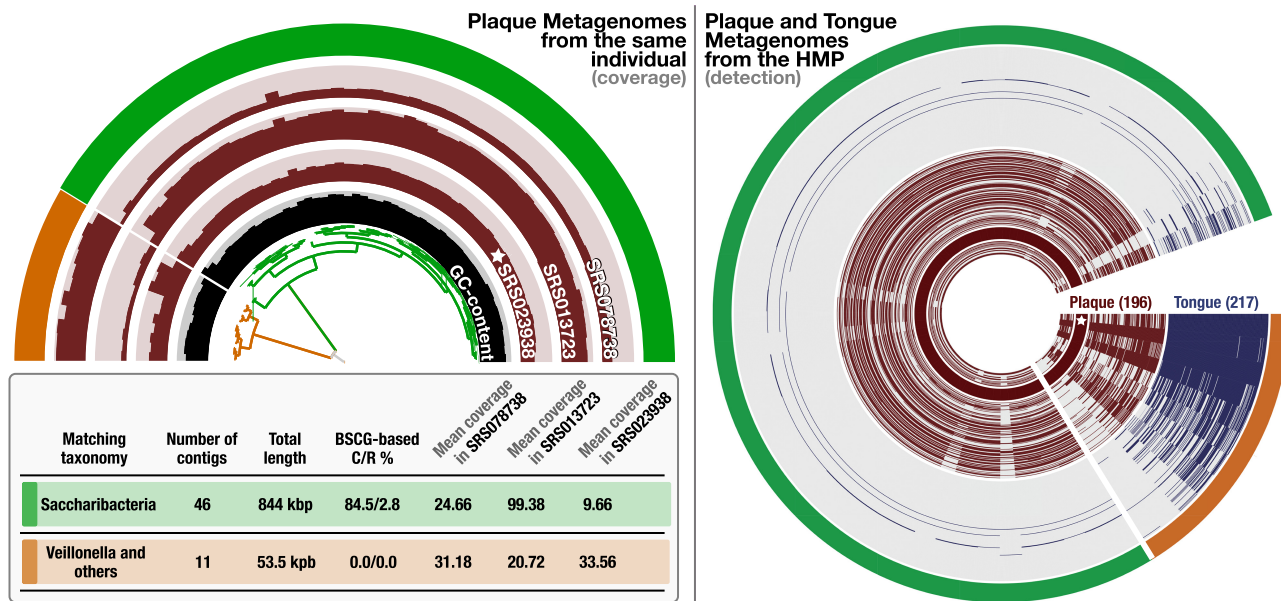 Plaque Metagenomes
from the same
individual
(coverage)
GC-content
SRS023938
SRS013723
SRS078738
Matching
taxonomy
Number of
contigs
Total
length
BSCG-based
C/R %
Mean coverage
in SRS078738
Mean coverage
in SRS013723
Mean coverage
in SRS023938
Saccharibacteria 46 844 kbp 84.5/2.8 24.66 99.38 9.66
Veillonella and
others
11 53.5 kpb 0.0/0.0 31.18 20.72 33.56
Plaque and Tongue
Metagenomes
from the HMP
(detection)
Plaque (196) Tongue (217)